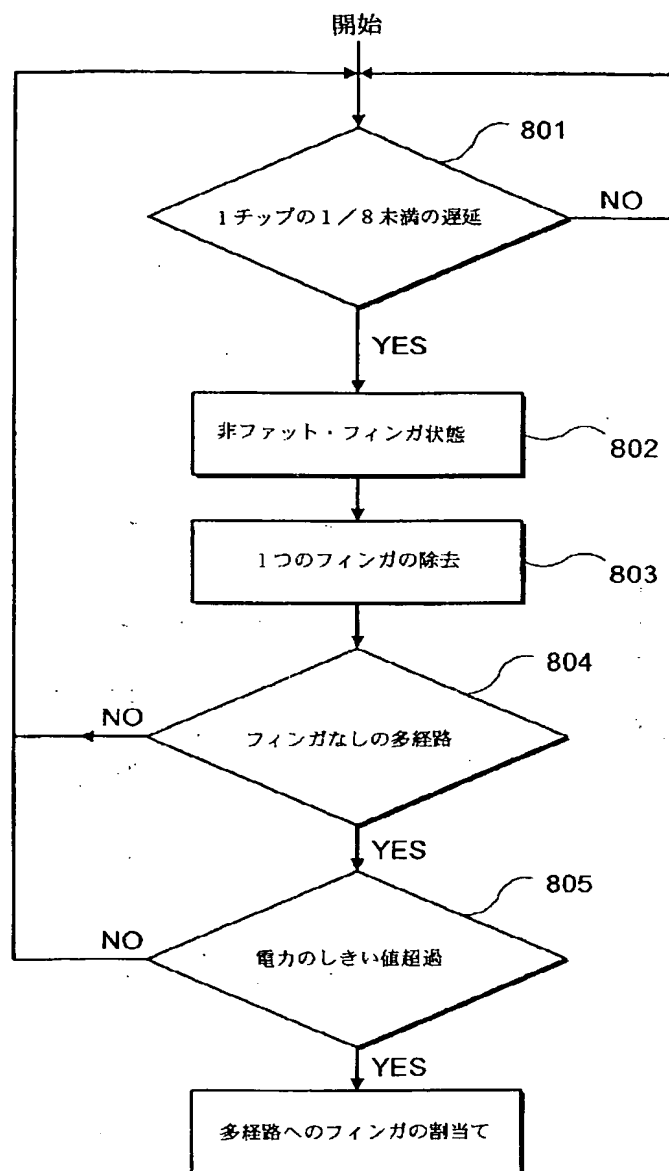 開始
801
1チップの1／8未満の遅延
NO
YES
非ファット・フィンガ状態
802
1つのフィンガの除去
803
804
NO
フィンガなしの多経路
YES
805
NO
電力のしきい値超過
YES
多経路へのフィンガの割当て